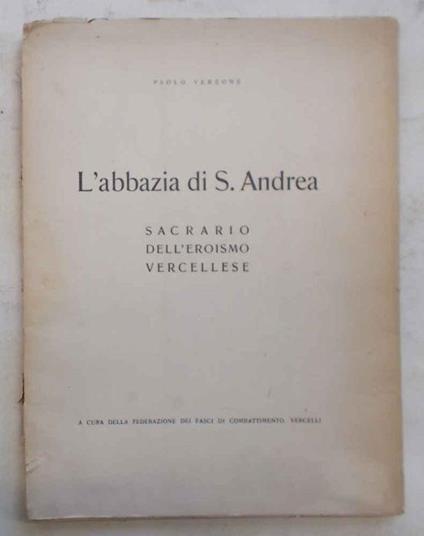 PAOLO VERZONE
L'abbazia di S. Andrea
SACRARIO
DELL'EROISMO
VERCELLESE
A CURA DELLA FEDERAZIONE DEI FASCI DI COMBATTIMENTO. VERCELLI